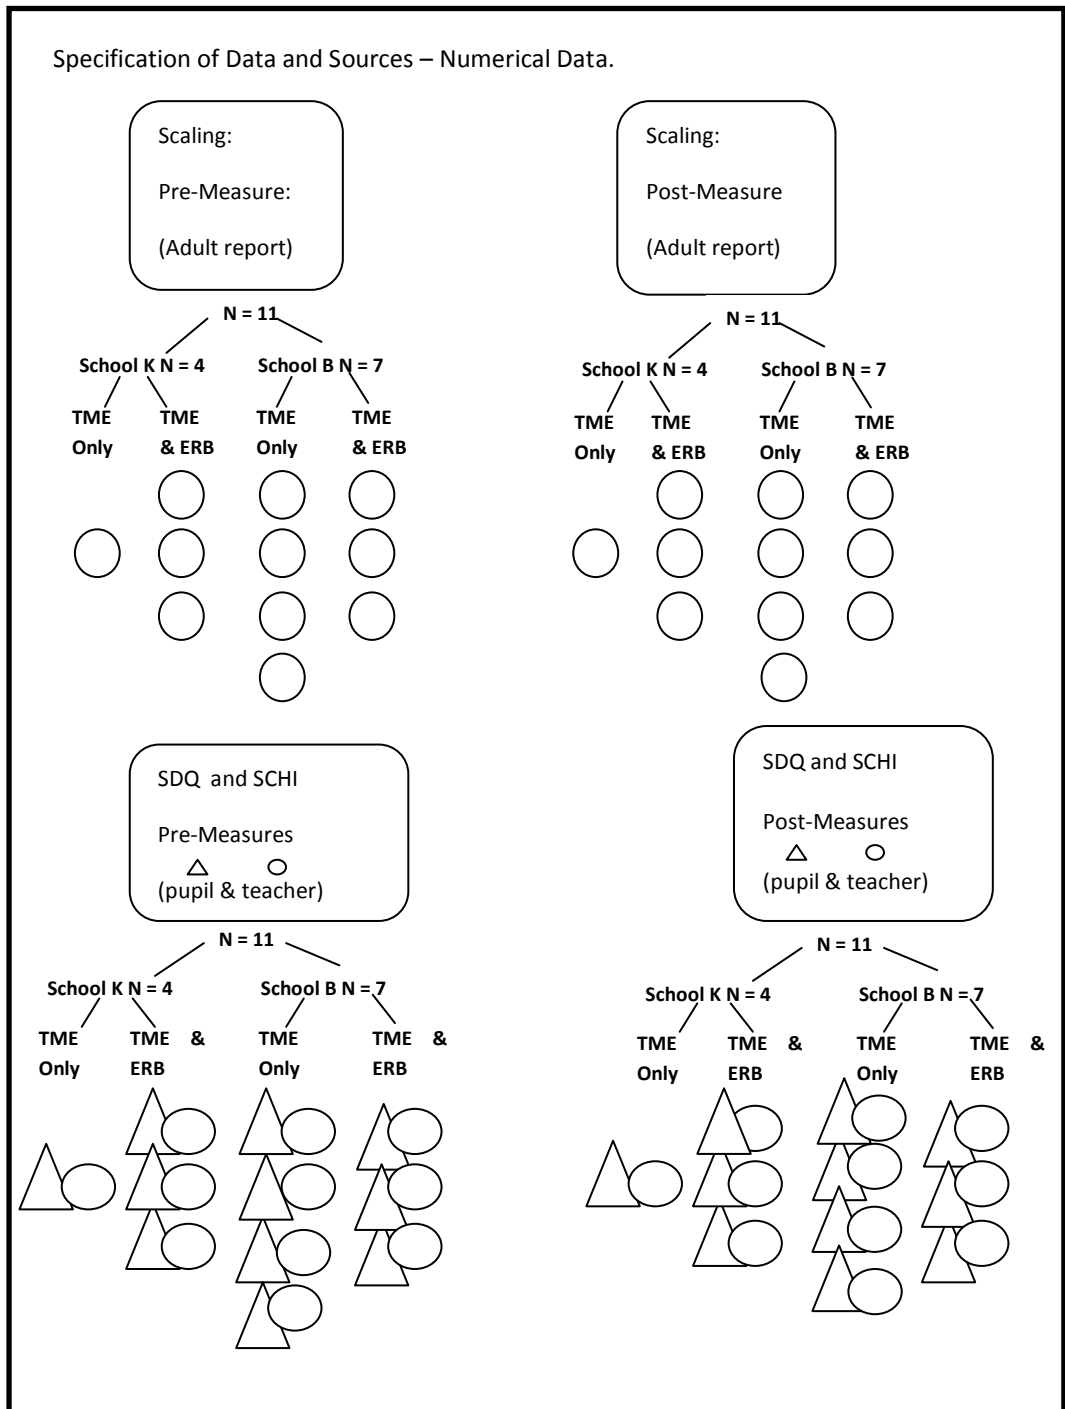 Specification of Data and Sources – Numerical Data.
Scaling:
Pre-Measure:
(Adult report)
N = 11
School K N = 4
School B N = 7
TME
Only
TME
& ERB
TME
Only
TME
& ERB
Scaling:
Post-Measure
(Adult report)
N = 11
School K N = 4
School B N = 7
TME
Only
TME
& ERB
TME
Only
TME
& ERB
SDQ and SCHI
Pre-Measures
(pupil & teacher)
N = 11
School K N = 4
School B N = 7
TME
Only
TME &
ERB
TME
Only
TME &
ERB
SDQ and SCHI
Post-Measures
(pupil & teacher)
N = 11
School K N = 4
School B N = 7
TME
Only
TME &
ERB
TME
Only
TME &
ERB